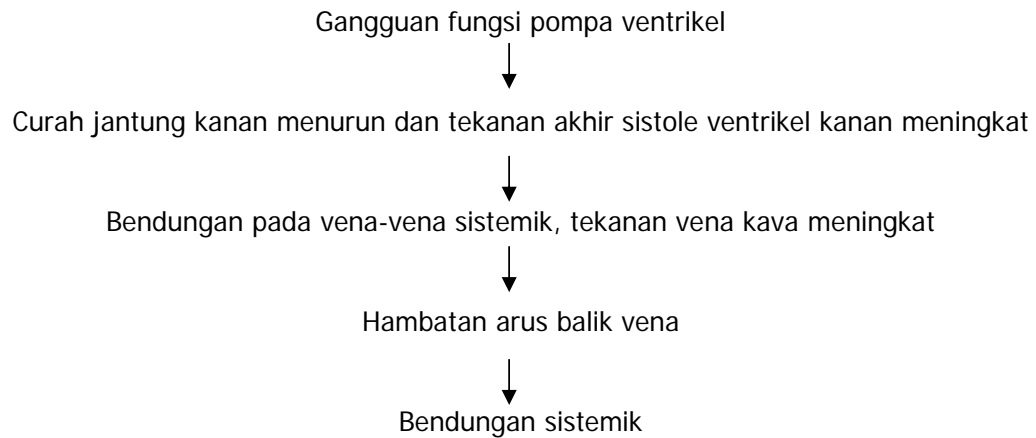 Gangguan fungsi pompa ventrikel
Curah jantung kanan menurun dan tekanan akhir sistole ventrikel kanan meningkat
Bendungan pada vena-vena sistemik, tekanan vena kava meningkat
Hambatan arus balik vena
Bendungan sistemik